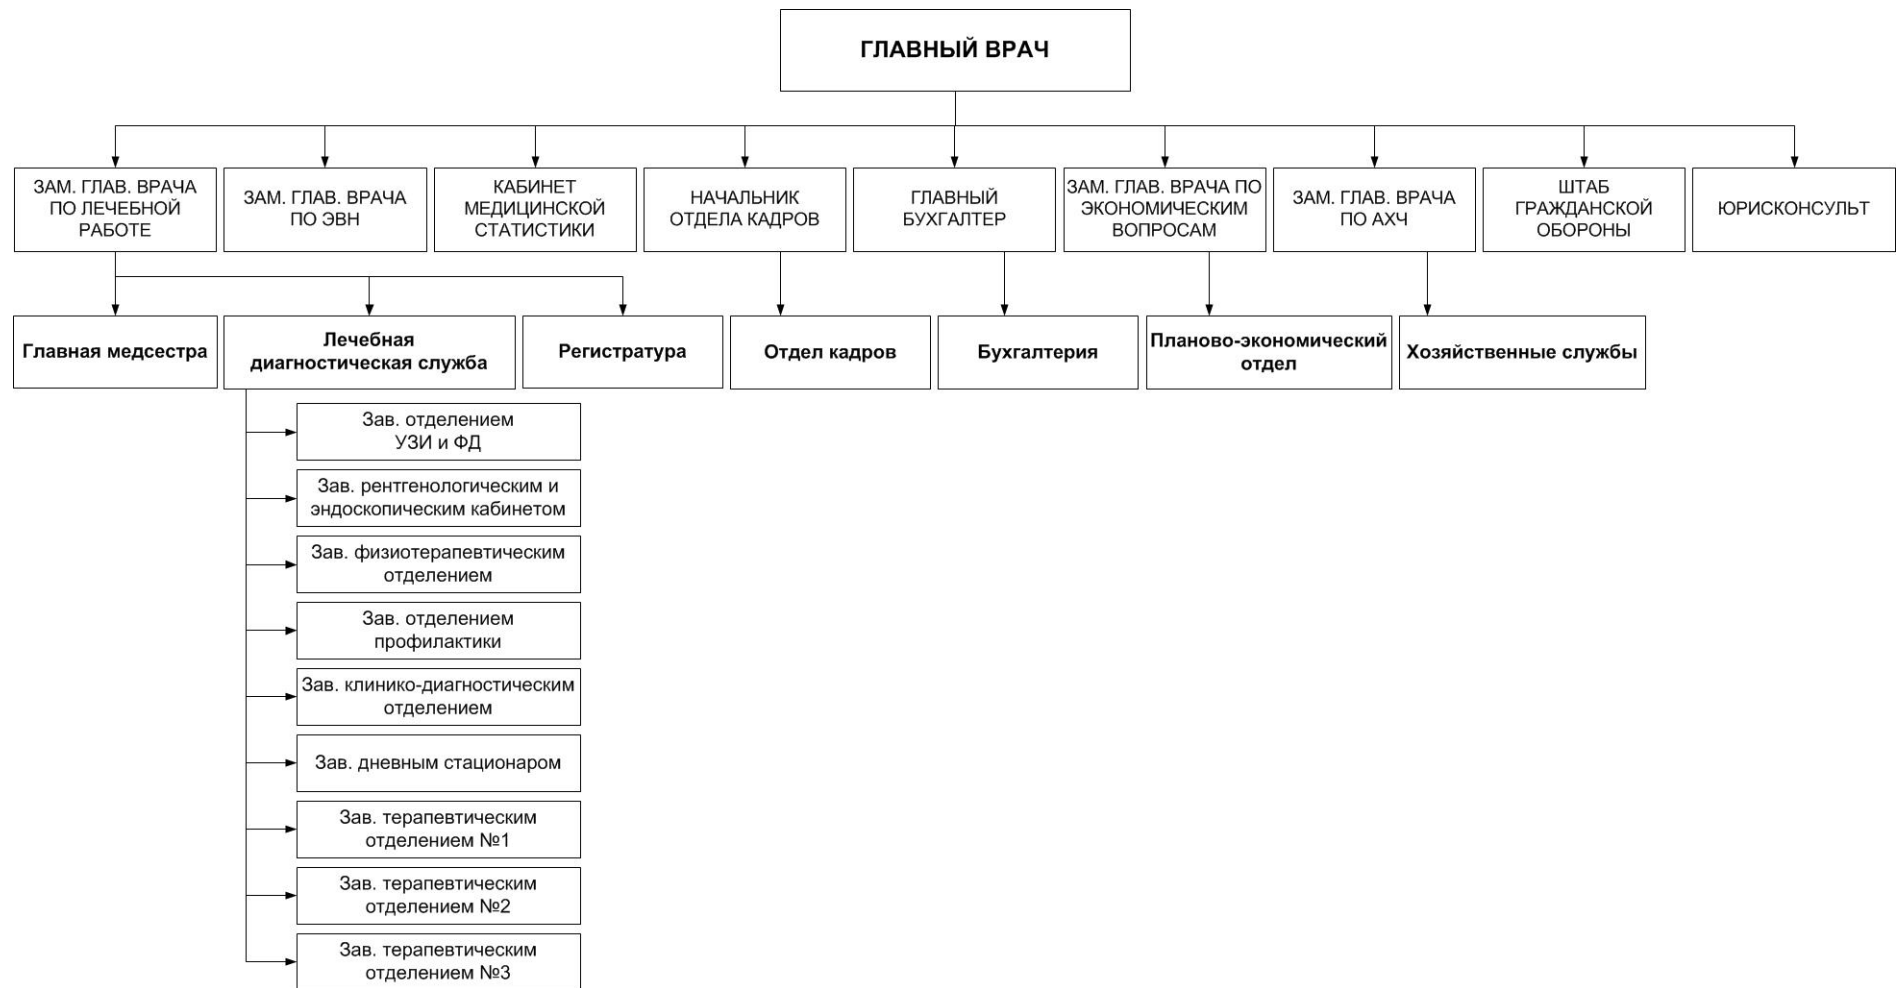 ГЛАВНЫЙ ВРАЧ
ЗАМ. ГЛАВ. ВРАЧА
ПО ЛЕЧЕБНОЙ
РАБОТЕ
ЗАМ. ГЛАВ. ВРАЧА
ПО ЭВН
КАБИНЕТ
МЕДИЦИНСКОЙ
СТАТИСТИКИ
НАЧАЛЬНИК
ОТДЕЛА КАДРОВ
ГЛАВНЫЙ
БУХГАЛТЕР
ЗАМ. ГЛАВ. ВРАЧА ПО
ЭКОНОМИЧЕСКИМ
ВОПРОСАМ
ЗАМ. ГЛАВ. ВРАЧА
ПО АХЧ
ШТАБ
ГРАЖДАНСКОЙ
ОБОРОНЫ
ЮРИСКОНСУЛЬТ
Главная медсестра
Лечебная
диагностическая служба
Регистратура
Отдел кадров
Бухгалтерия
Планово-экономический
отдел
Хозяйственные службы
Зав. отделением
УЗИ и ФД
Зав. рентгенологическим и
эндоскопическим кабинетом
Зав. физиотерапевтическим
отделением
Зав. отделением
профилактики
Зав. клинико-диагностическим
отделением
Зав. дневным стационаром
Зав. терапевтическим
отделением №1
Зав. терапевтическим
отделением №2
Зав. терапевтическим
отделением №3